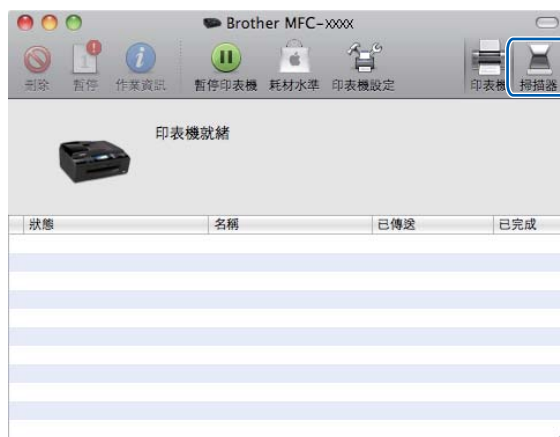 Brother MFC-xxxx
刪除 暫停 作業資訊 暫停印表機 耗材水準 印表機設定 印表機 掃描器
印表機就緒
狀態 名稱 已傳送 已完成